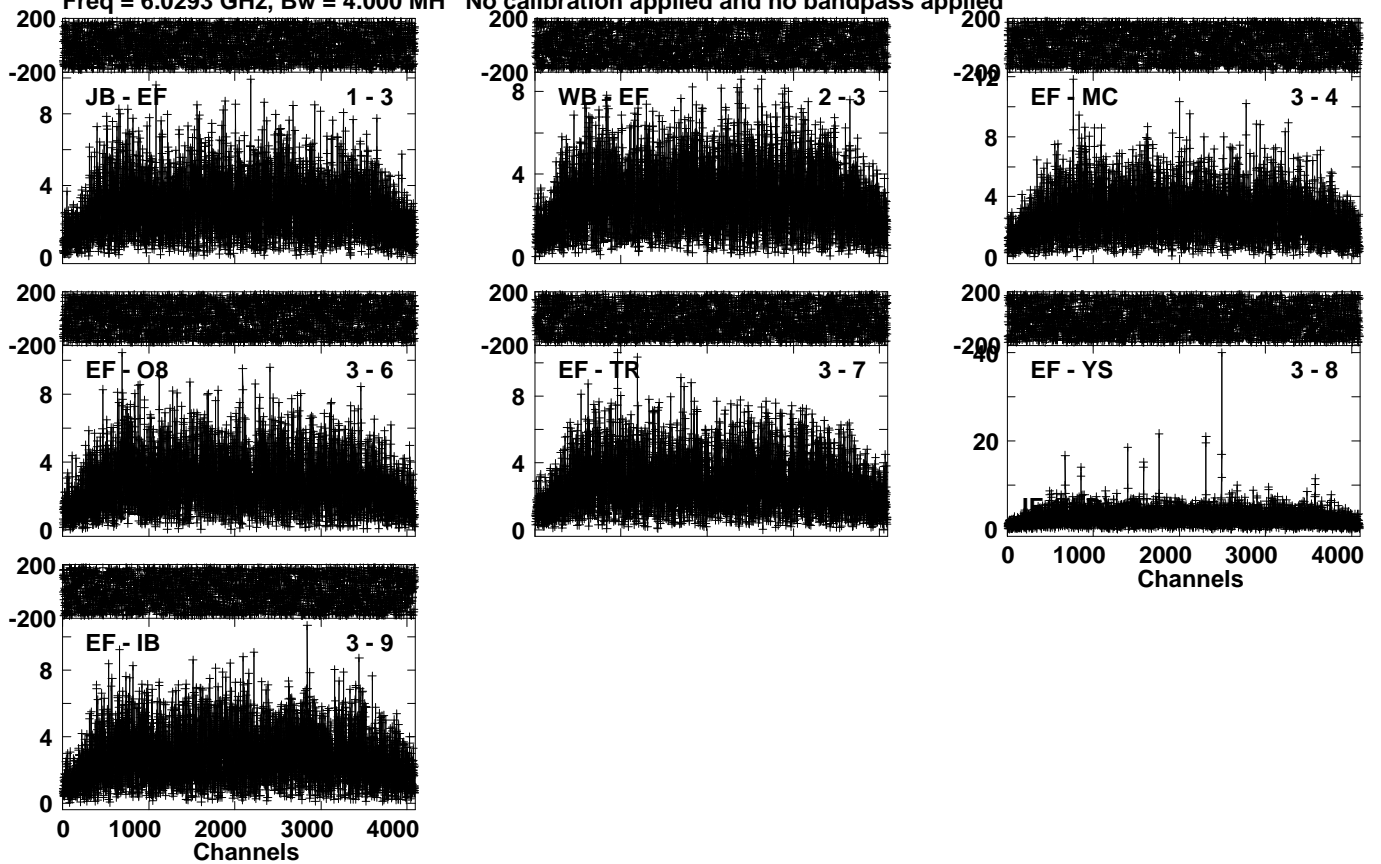 Freq = 6.0293 GHz, Bw = 4.000 MH No calibration applied and no bandpass applied
200 200 200
-200 -200 -200
JB - EF 1 - 3 WB - EF 2 - 3 EF - MC 3 - 4
8 8 12
4 4 8
0 0 4
0
200 200 200
-200 -200 -200
EF - O8 3 - 6 EF - TR 3 - 7 EF - YS 3 - 8
8 8 40
4 4 20
0 0 IF 0
0 1000 2000 3000 4000
Channels
200
-200
EF - IB 3 - 9
8
4
0
0 1000 2000 3000 4000
Channels